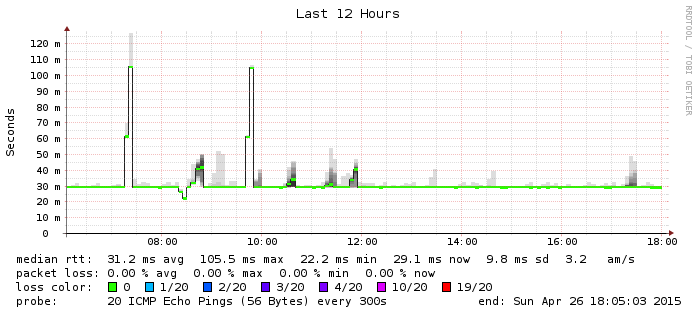 Last 12 Hours
RRDTOOL / TOBI OETIKER
Seconds
120 m
110 m
100 m
90 m
80 m
70 m
60 m
50 m
40 m
30 m
20 m
10 m
0
08:00 10:00 12:00 14:00 16:00 18:00
median rtt: 31.2 ms avg 105.5 ms max 22.2 ms min 29.1 ms now 9.8 ms sd 3.2 am/s
packet loss: 0.00 % avg 0.00 % max 0.00 % min 0.00 % now
loss color: 0 1/20 2/20 3/20 4/20 10/20 19/20
probe: 20 ICMP Echo Pings (56 Bytes) every 300s end: Sun Apr 26 18:05:03 2015